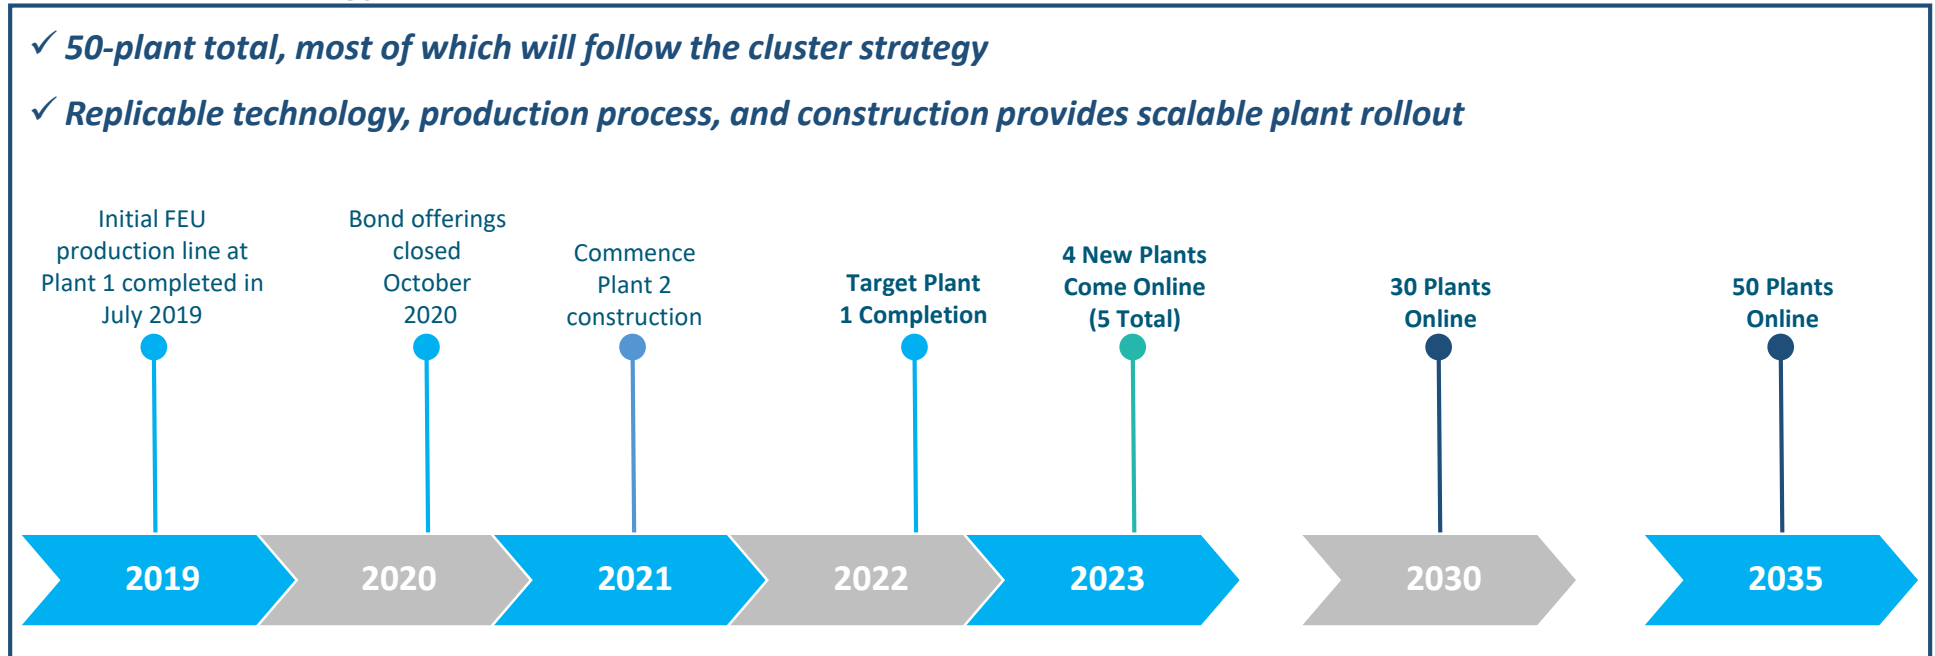 ✓ 50-plant total, most of which will follow the cluster strategy
✓ Replicable technology, production process, and construction provides scalable plant rollout
Initial FEU
production line at
Plant 1 completed in
July 2019
Bond offerings
closed
October
2020
Commence
Plant 2
construction
Target Plant
1 Completion
4 New Plants
Come Online
(5 Total)
30 Plants
Online
50 Plants
Online
2019
2020
2021
2022
2023
2030
2035